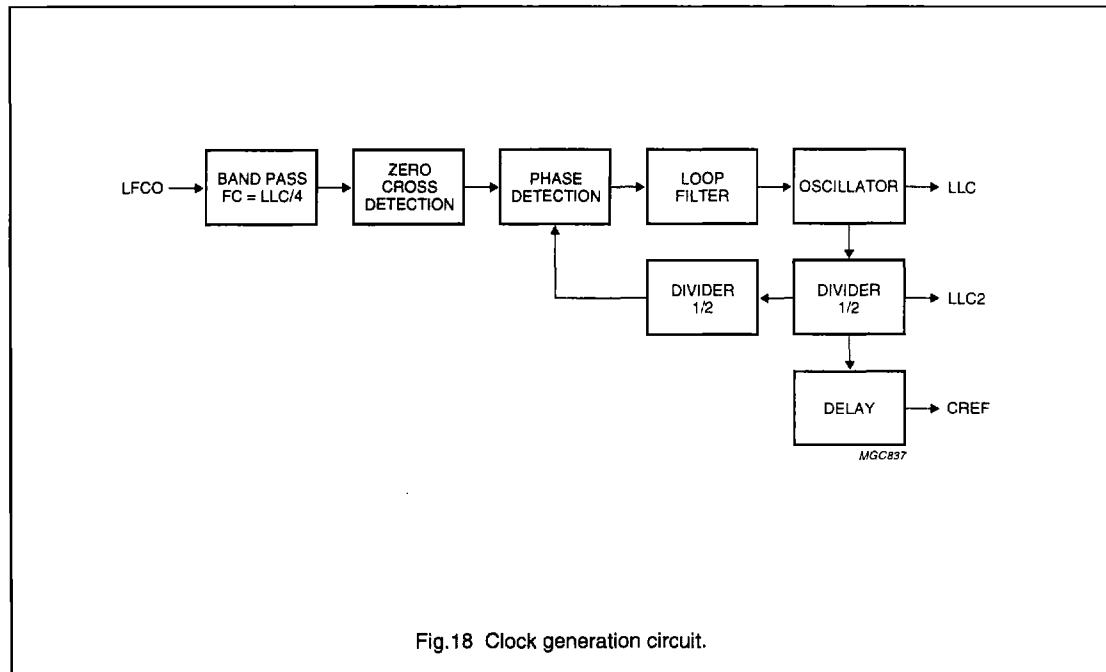 LFCO
BAND PASS
FC = LLC/4
ZERO
CROSS
DETECTION
PHASE
DETECTION
LOOP
FILTER
OSCILLATOR
LLC
DIVIDER
1/2
DIVIDER
1/2
LLC2
DELAY
CREF
MGC837
Fig.18 Clock generation circuit.